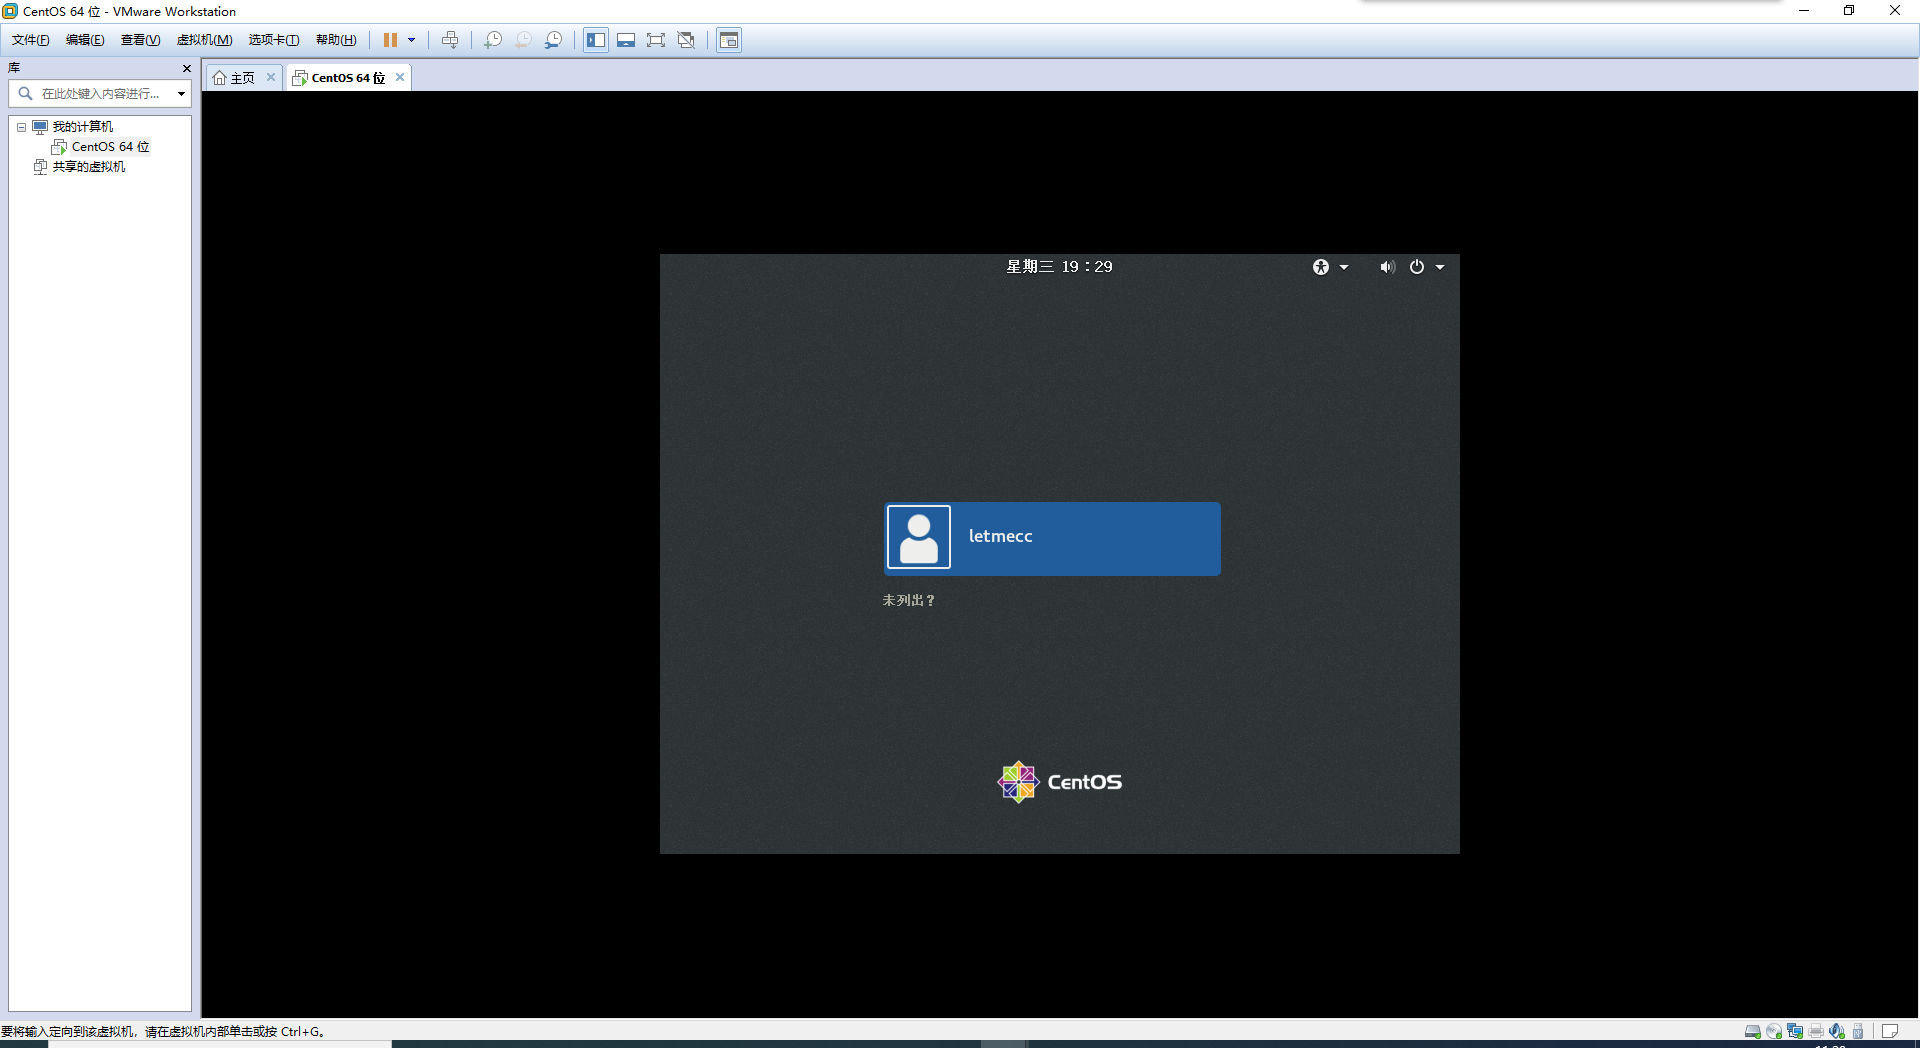 CentOS 64 位 - VMware Workstation
文件(F) 编辑(E) 查看(V) 虚拟机(M) 选项卡(T) 帮助(H)
库
主页
CentOS 64 位
在此处键入内容进行...
我的计算机
CentOS 64 位
共享的虚拟机
星期三 19：29
letmecc
未列出？
CentOS
要将输入定向到该虚拟机，请在虚拟机内部单击或按 Ctrl+G。